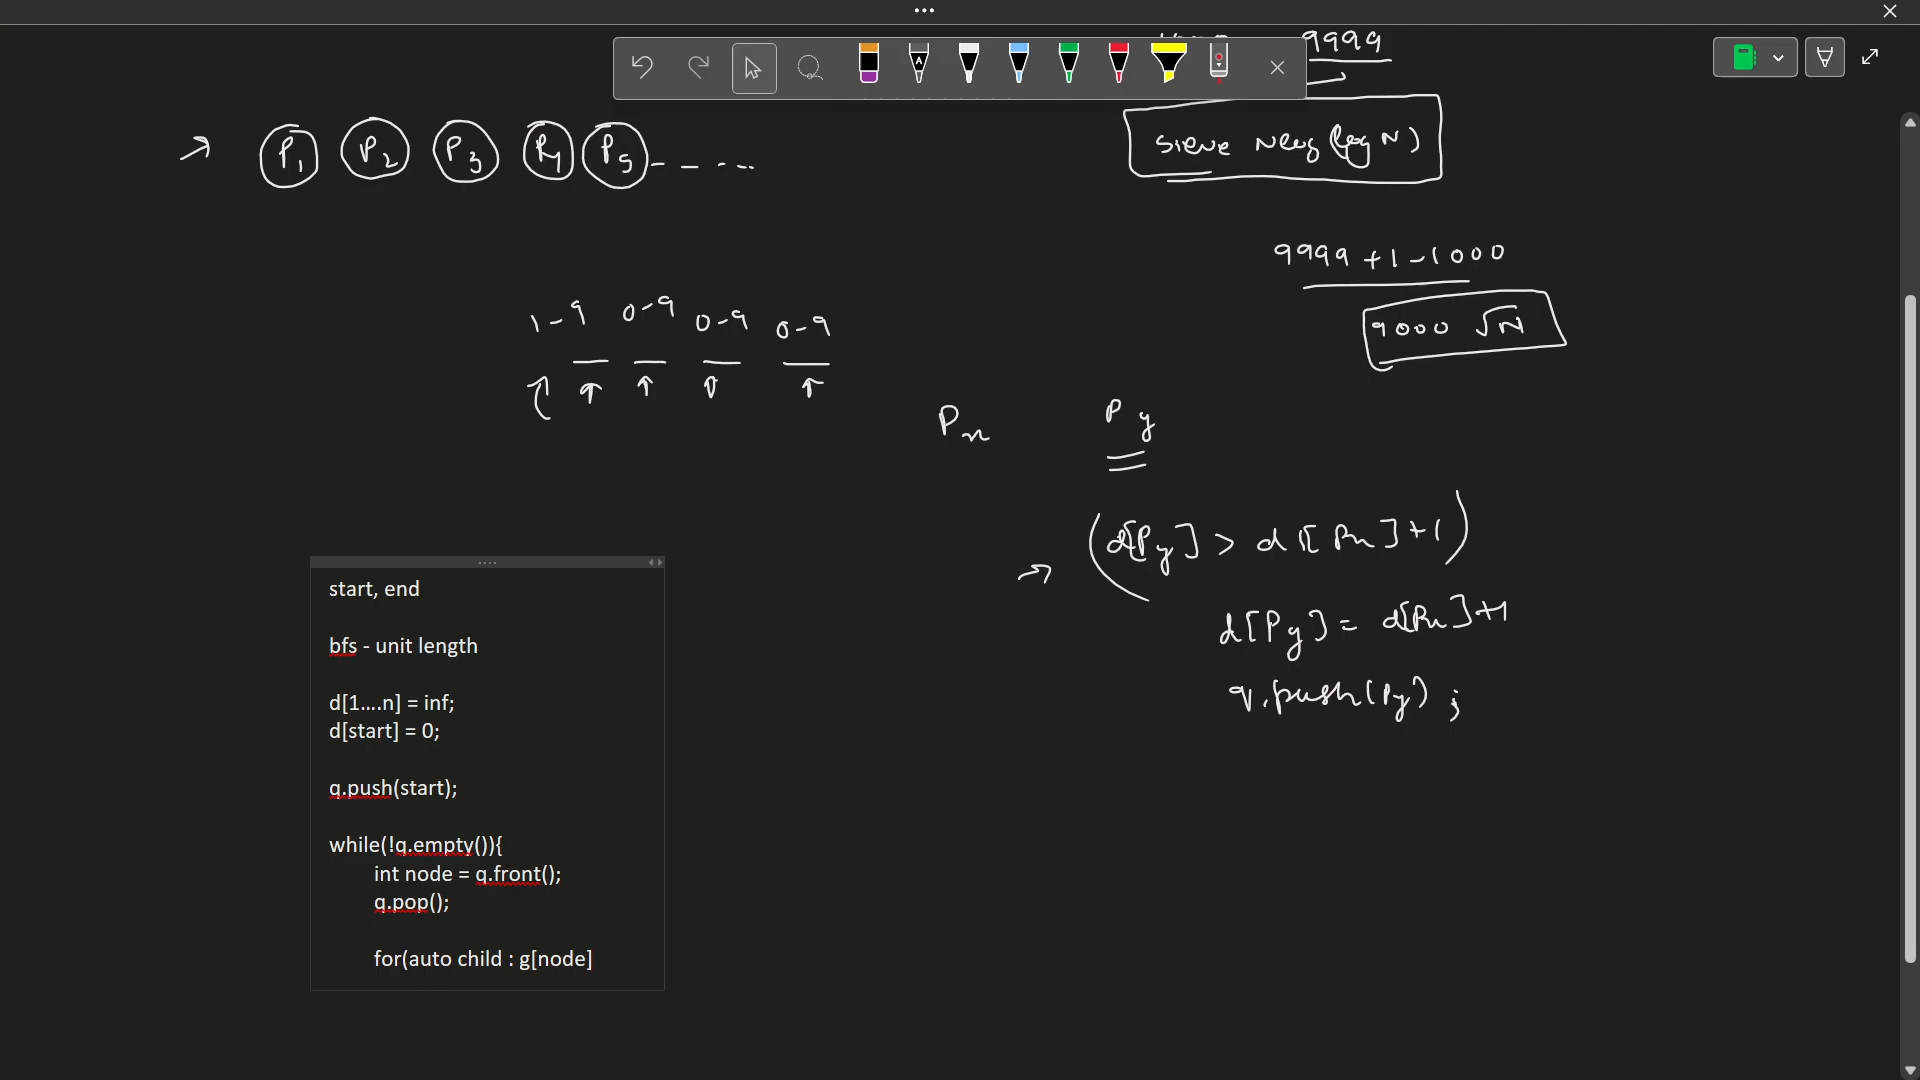 9999
P1 P2 P3 P4 P5 - - - --
Sieve Nlog(log N)
9999 + 1 - 1000
9000 √N
1-9 0-9 0-9 0-9
Px Py
(d[Py] > d[Px]+1)
d[Py] = d[Px]+1
q.push(Py) ;
start, end
bfs - unit length
d[1....n] = inf;
d[start] = 0;
q.push(start);
while(!q.empty()){
int node = q.front();
q.pop();
for(auto child : g[node]